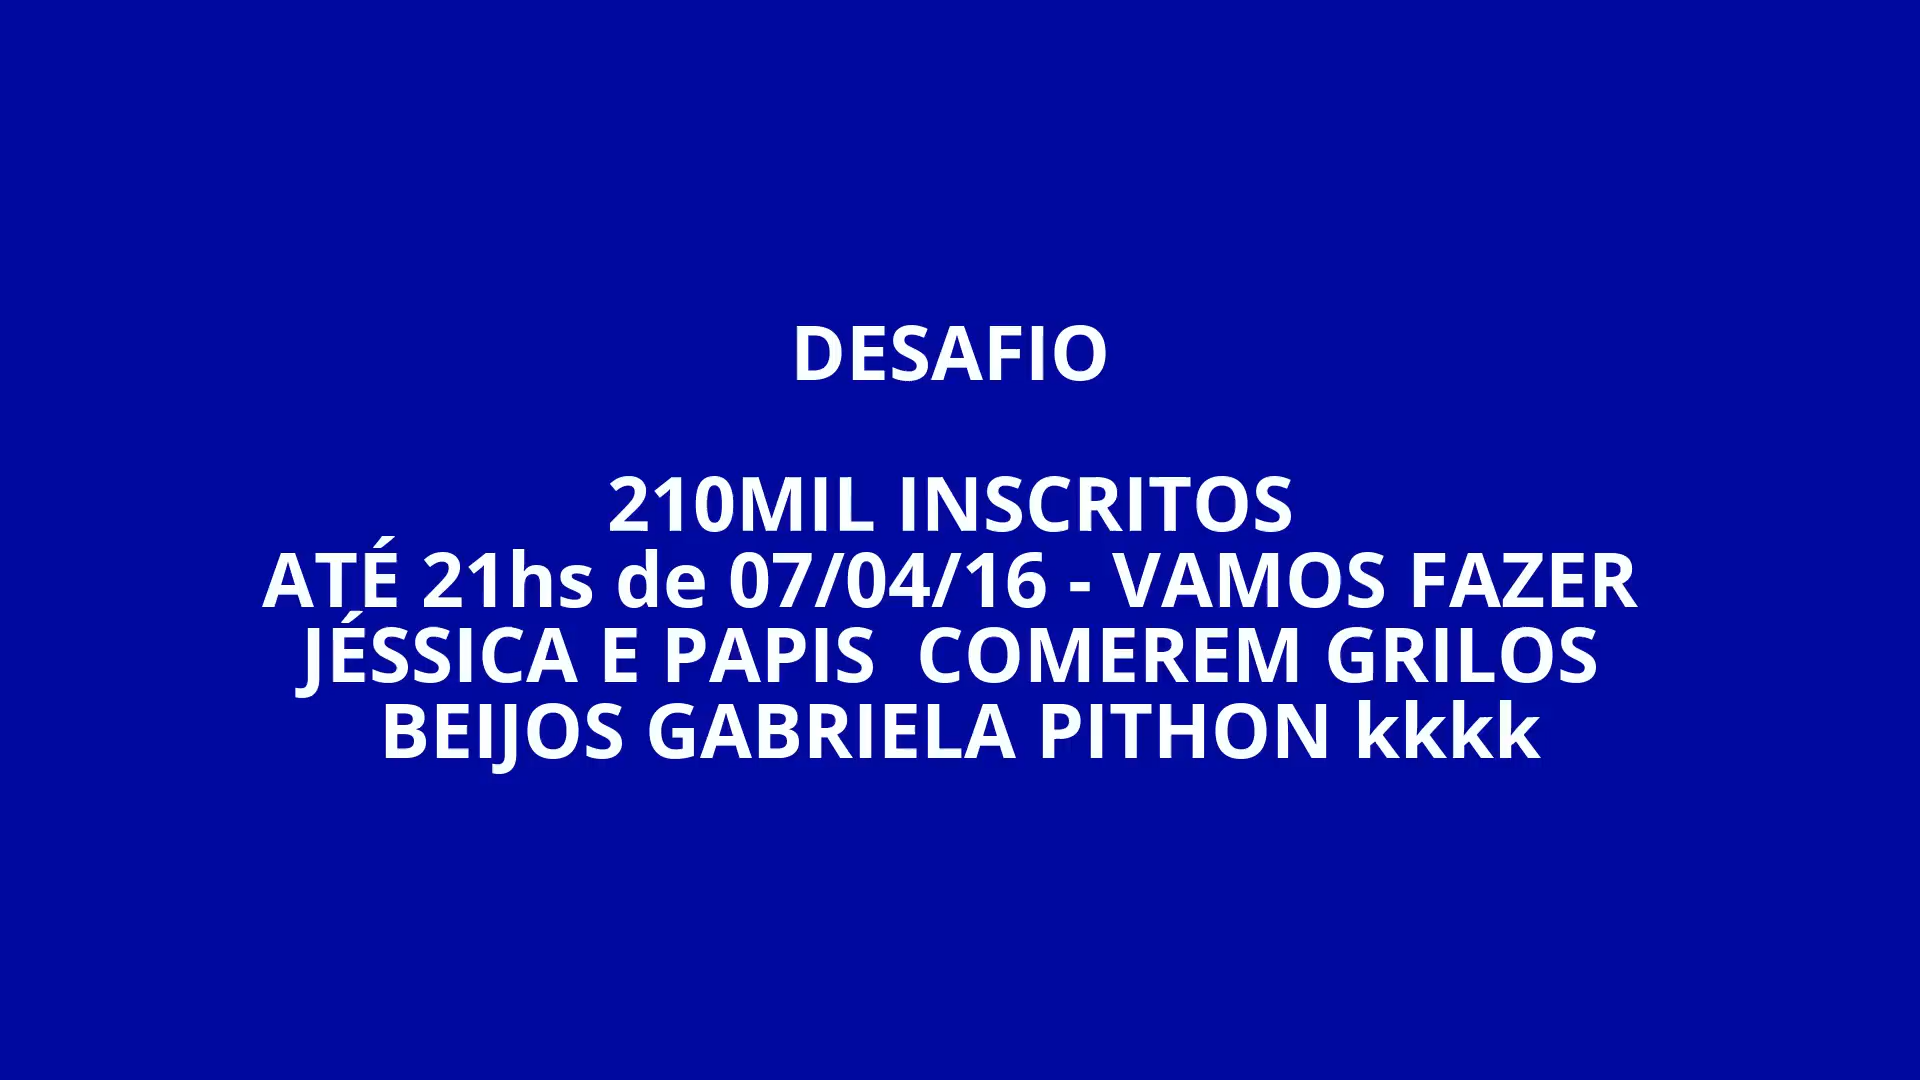 DESAFIO
210MIL INSCRITOS
ATÉ 21hs de 07/04/16 - VAMOS FAZER
JÉSSICA E PAPIS  COMEREM GRILOS
BEIJOS GABRIELA PITHON kkkk